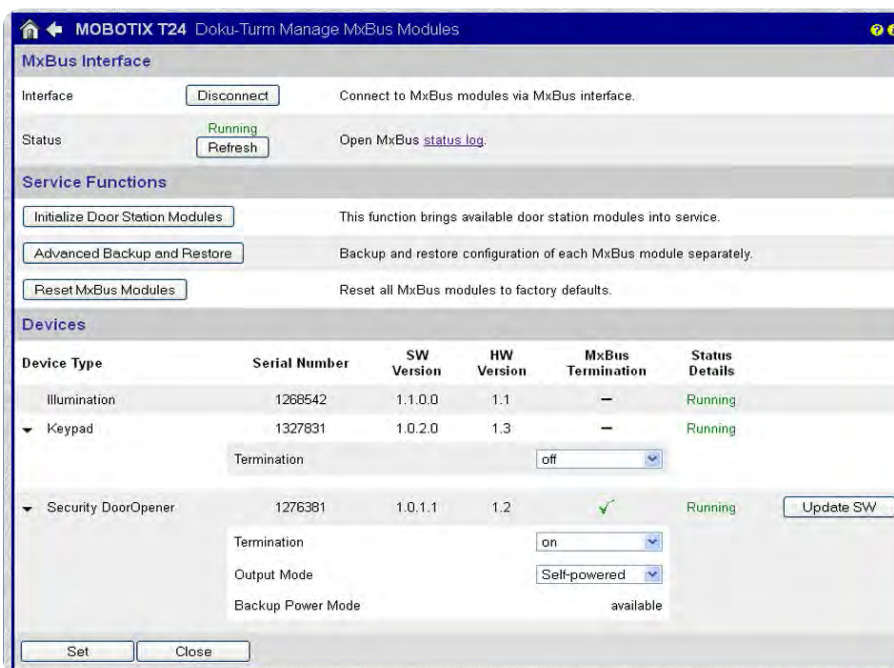 MOBOTIX T24 Doku-Turm Manage MxBus Modules
MxBus Interface
Interface Disconnect Connect to MxBus modules via MxBus interface.
Status Running Refresh Open MxBus status log.
Service Functions
Initialize Door Station Modules This function brings available door station modules into service.
Advanced Backup and Restore Backup and restore configuration of each MxBus module separately.
Reset MxBus Modules Reset all MxBus modules to factory defaults.
Devices
Device Type Serial Number SW Version HW Version MxBus Termination Status Details
Illumination 1268542 1.1.0.0 1.1 – Running
Keypad 1327831 1.0.2.0 1.3 – Running
Termination off
Security DoorOpener 1276381 1.0.1.1 1.2 ✓ Running Update SW
Termination on
Output Mode Self-powered
Backup Power Mode available
Set Close